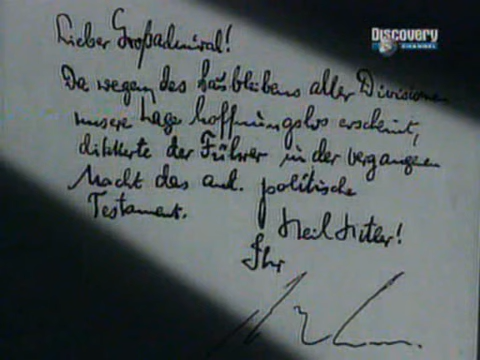 Discovery
CHANNEL
Lieber Großadmiral!
Da wegen des Ausbleibens aller Divisionen
unsere Lage hoffnungslos erscheint,
diktierte der Führer in der vergangenen
Nacht das anl. politische
Testament.
Heil Hitler!
Ihr